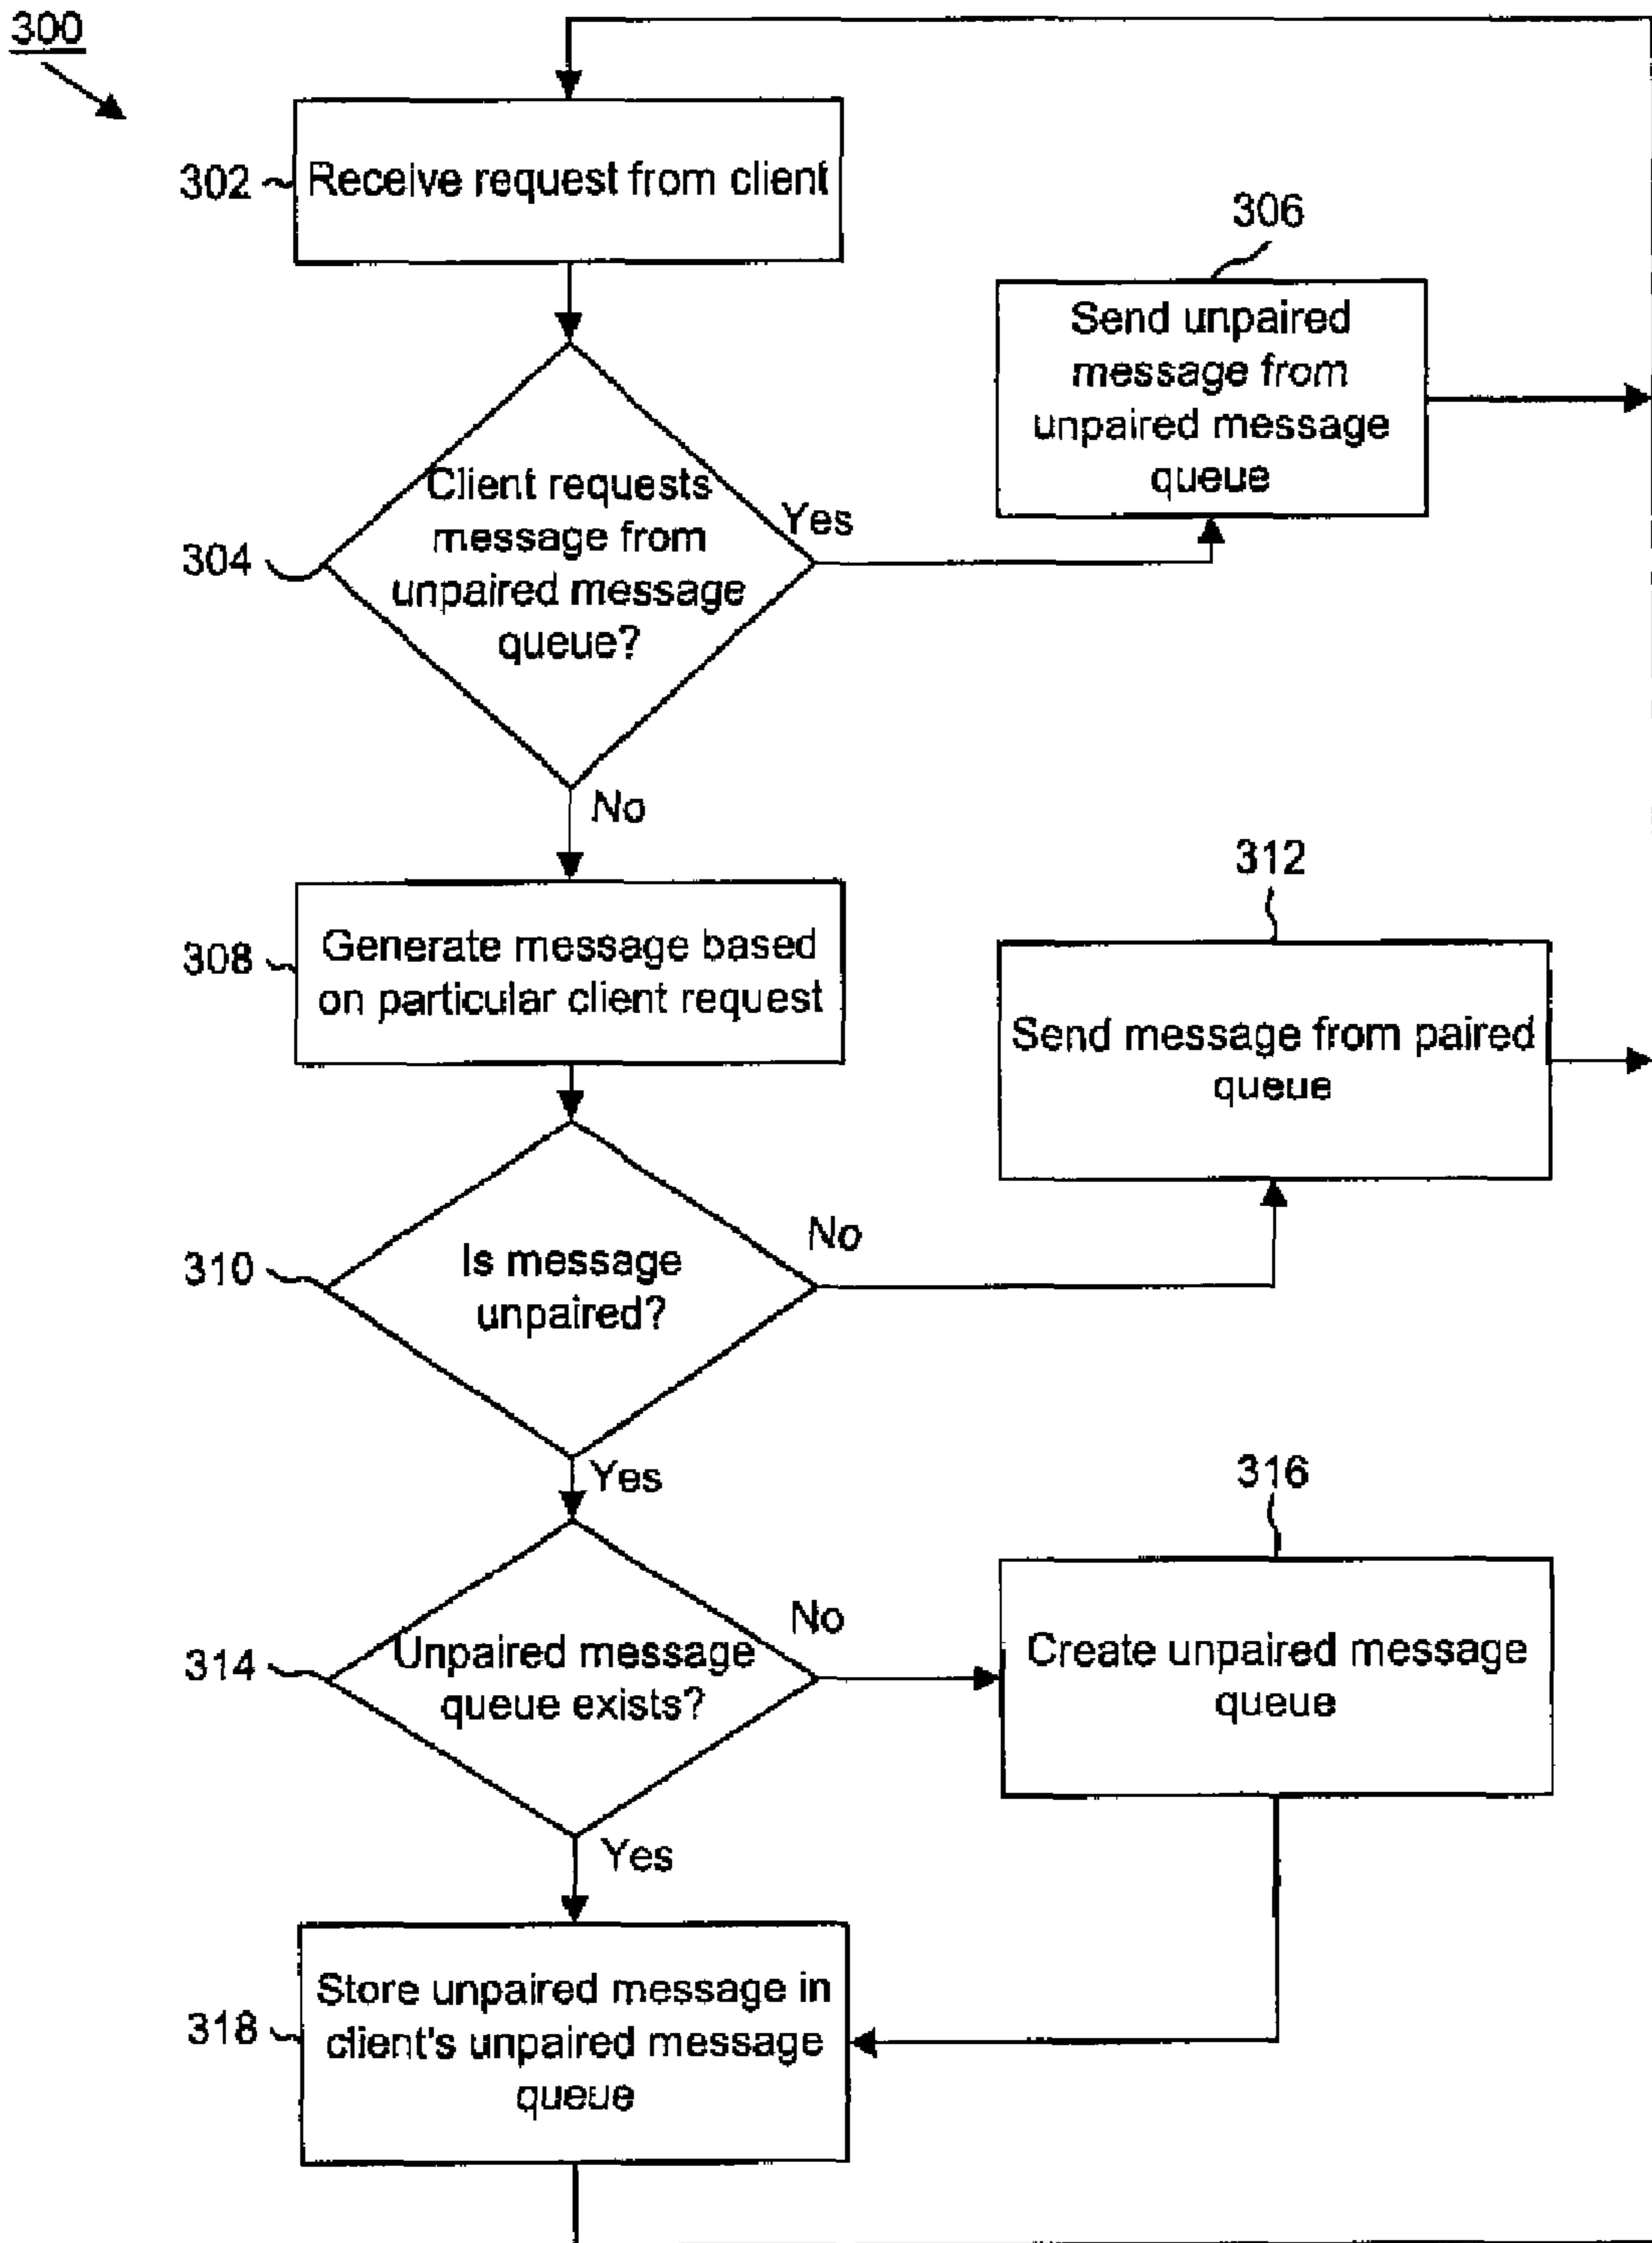 300
302
Receive request from client
306
Send unpaired
message from
unpaired message
queue
304
Client requests
message from
unpaired message
queue?
Yes
No
308
Generate message based
on particular client request
312
Send message from paired
queue
310
Is message
unpaired?
No
Yes
316
Create unpaired message
queue
314
Unpaired message
queue exists?
No
Yes
318
Store unpaired message in
client's unpaired message
queue